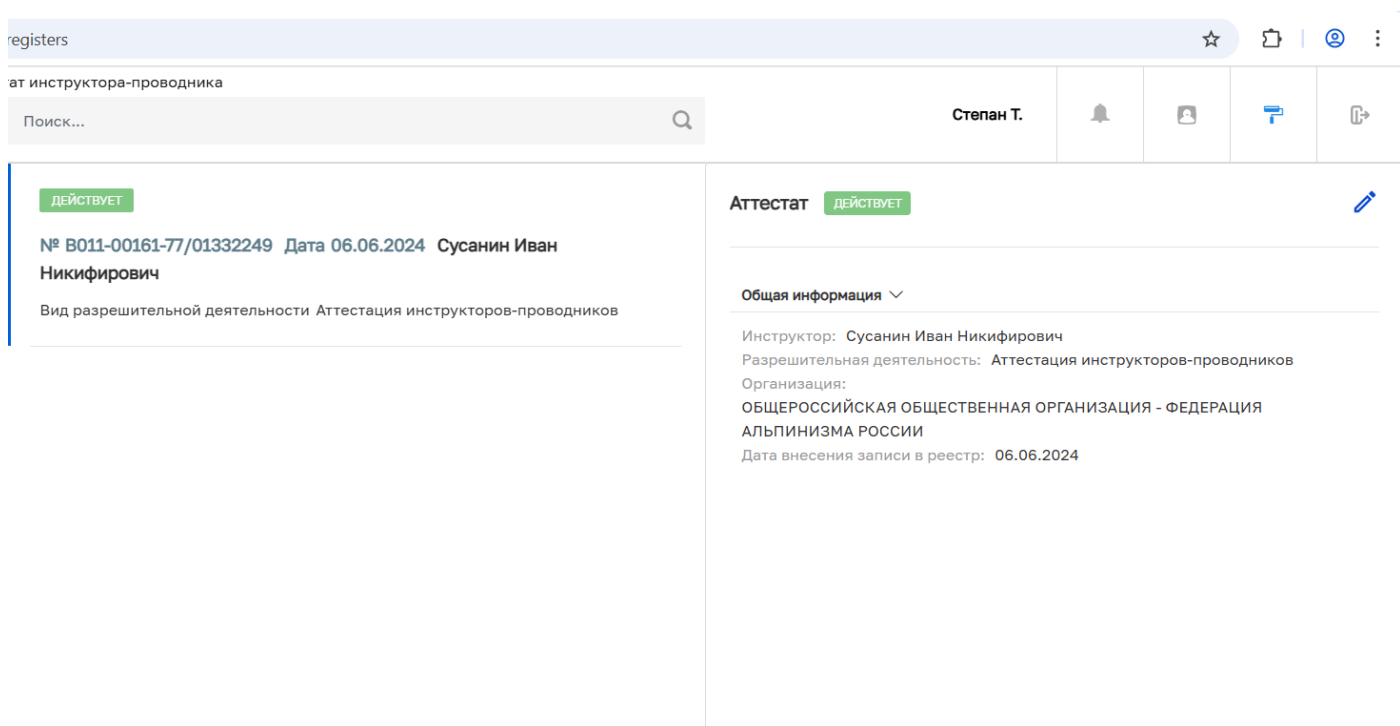 registers
ат инструктора-проводника
Поиск...
Степан Т.
ДЕЙСТВУЕТ
№ В011-00161-77/01332249 Дата 06.06.2024 Сусанин Иван
Никифирович
Вид разрешительной деятельности Аттестация инструкторов-проводников
Аттестат ДЕЙСТВУЕТ
Общая информация
Инструктор: Сусанин Иван Никифирович
Разрешительная деятельность: Аттестация инструкторов-проводников
Организация:
ОБЩЕРОССИЙСКАЯ ОБЩЕСТВЕННАЯ ОРГАНИЗАЦИЯ - ФЕДЕРАЦИЯ
АЛЬПИНИЗМА РОССИИ
Дата внесения записи в реестр: 06.06.2024